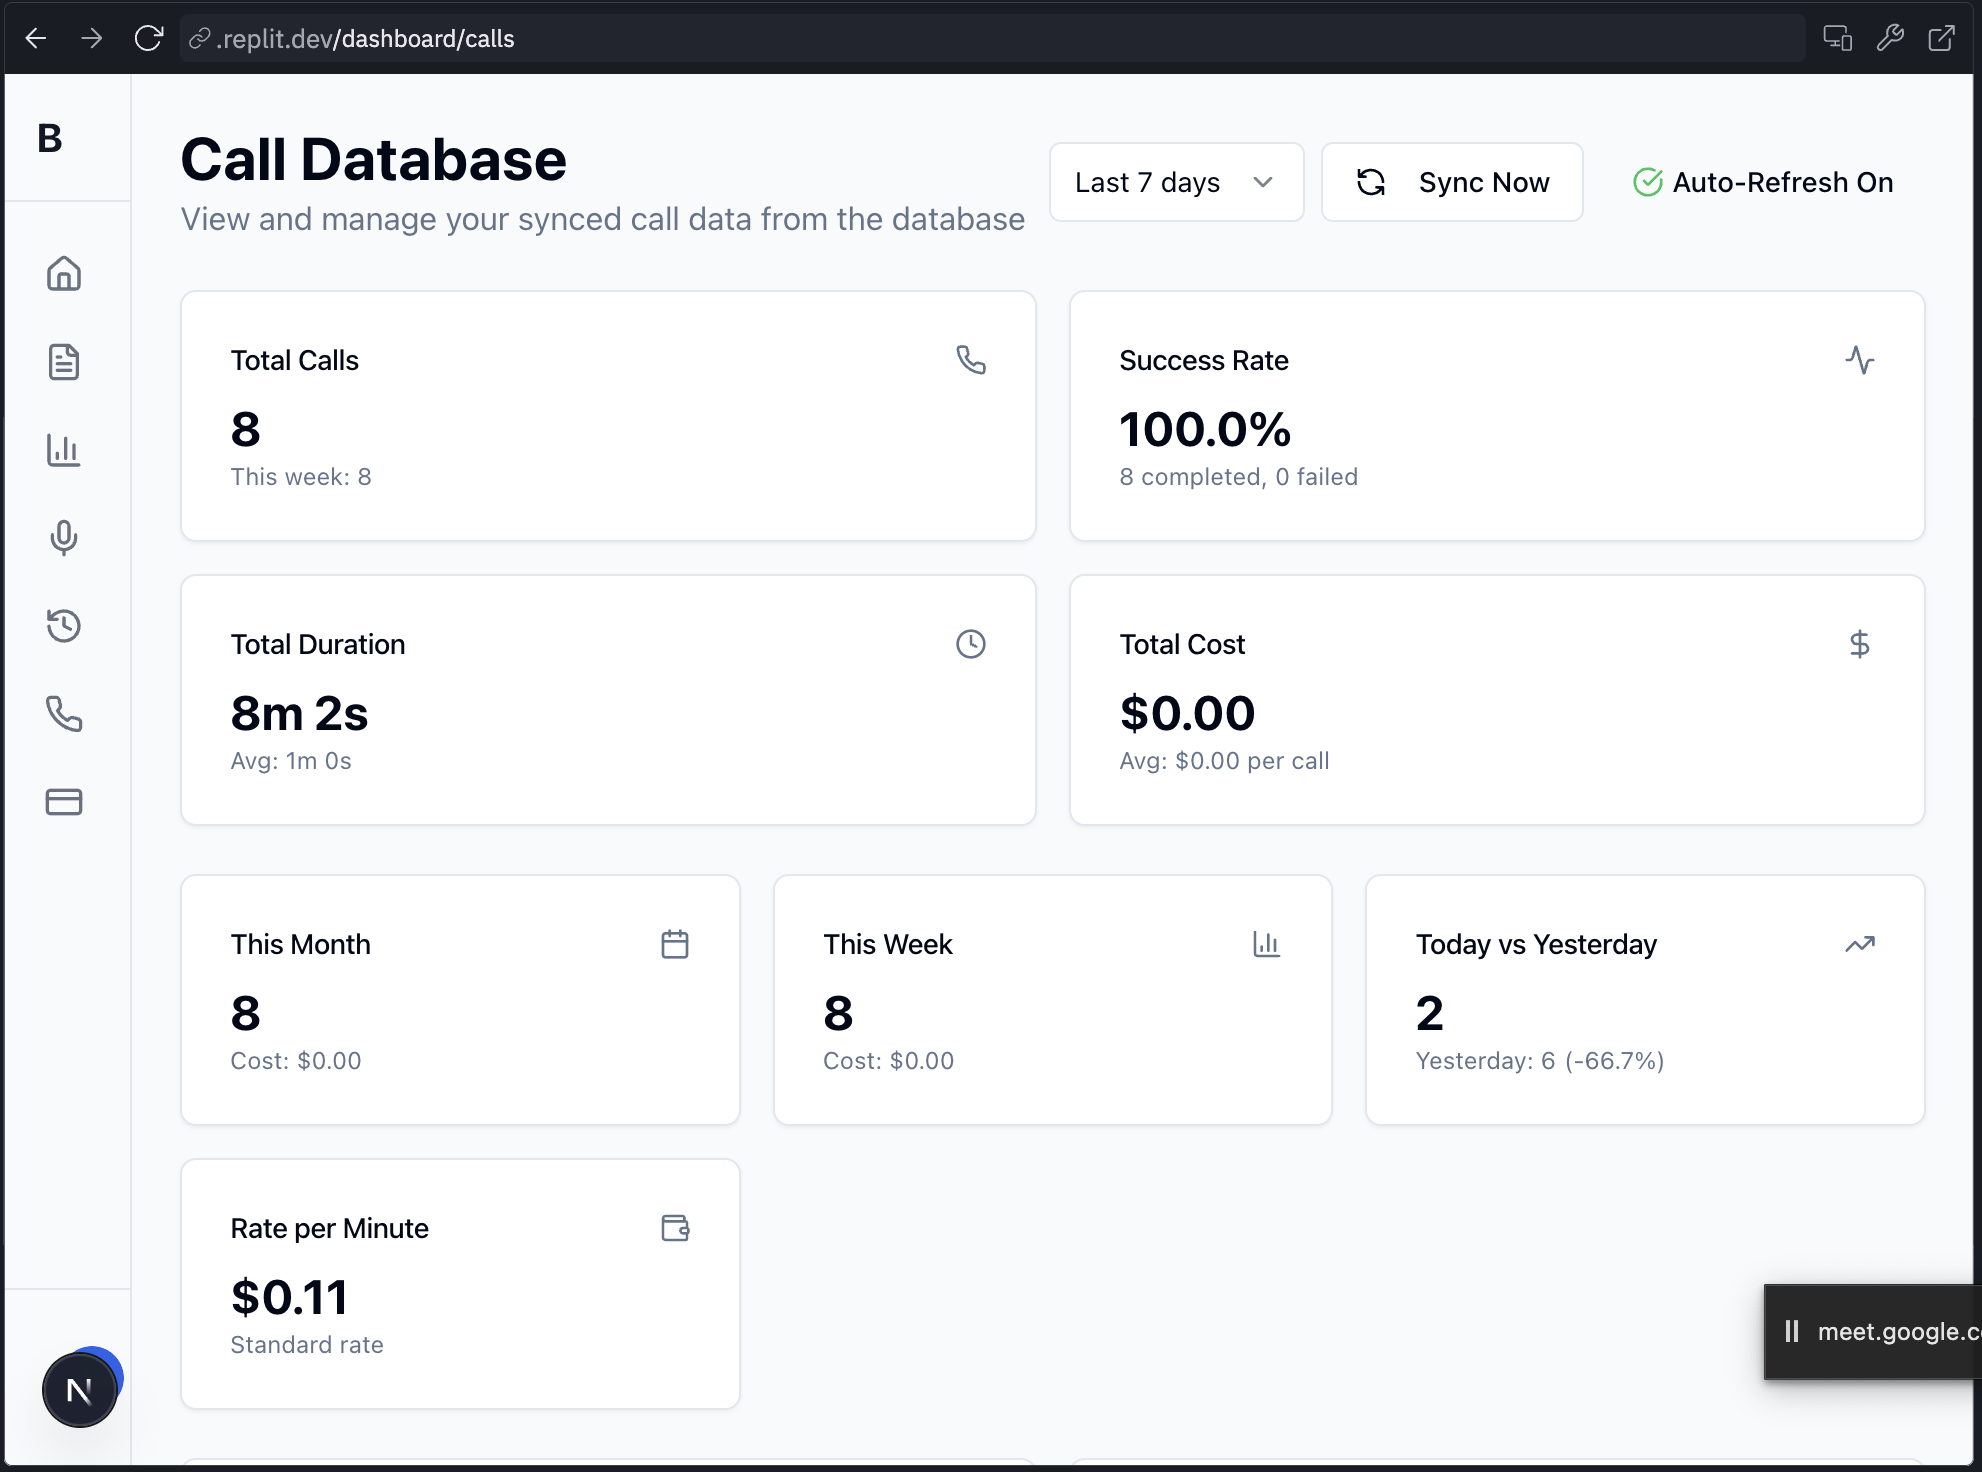 .replit.dev/dashboard/calls
B
Call Database
View and manage your synced call data from the database
Last 7 days
Sync Now
Auto-Refresh On
Total Calls
8
This week: 8
Success Rate
100.0%
8 completed, 0 failed
Total Duration
8m 2s
Avg: 1m 0s
Total Cost
$0.00
Avg: $0.00 per call
This Month
8
Cost: $0.00
This Week
8
Cost: $0.00
Today vs Yesterday
2
Yesterday: 6 (-66.7%)
Rate per Minute
$0.11
Standard rate
N
meet.google.c